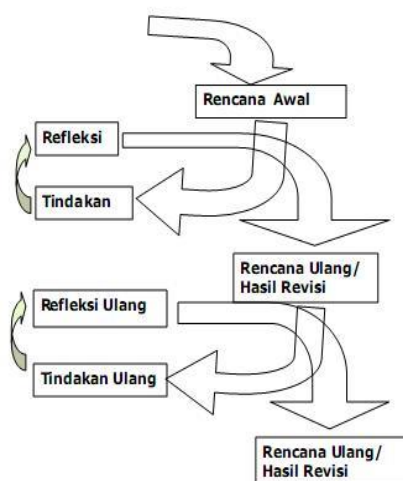 Rencana Awal
Refleksi
Tindakan
Rencana Ulang/
Hasil Revisi
Refleksi Ulang
Tindakan Ulang
Rencana Ulang/
Hasil Revisi